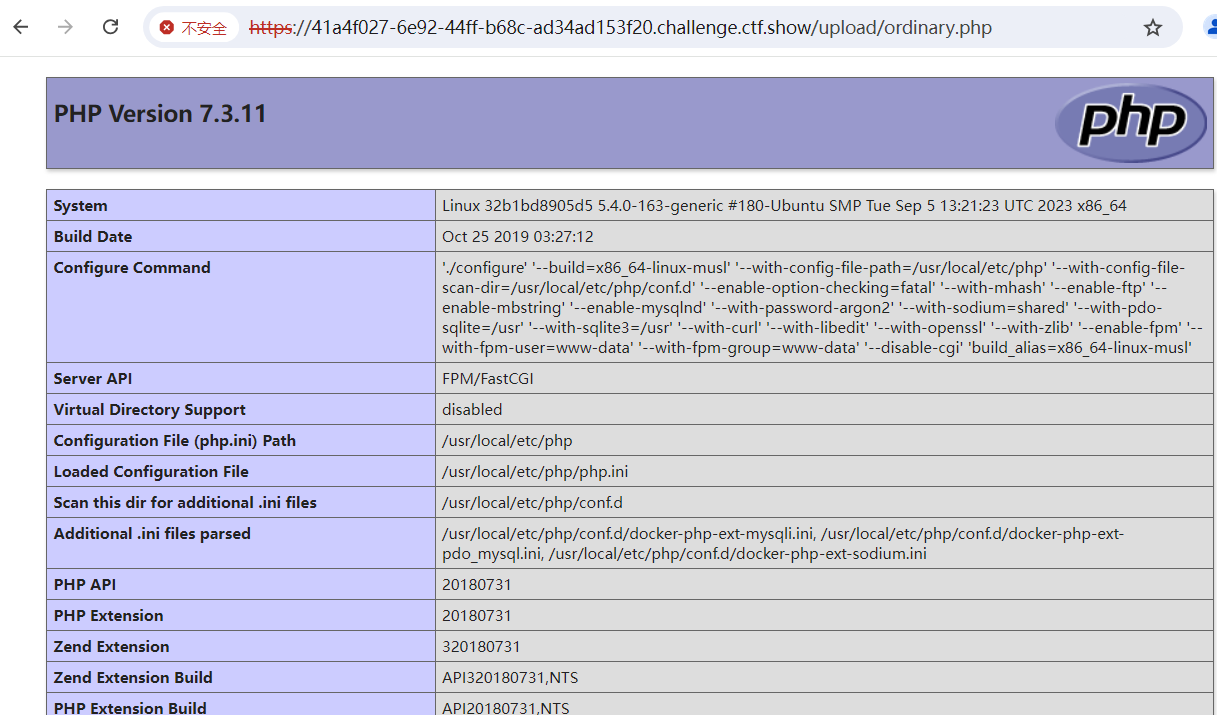 不安全 https://41a4f027-6e92-44ff-b68c-ad34ad153f20.challenge.ctf.show/upload/ordinary.php
PHP Version 7.3.11
php
System Linux 32b1bd8905d5 5.4.0-163-generic #180-Ubuntu SMP Tue Sep 5 13:21:23 UTC 2023 x86_64
Build Date Oct 25 2019 03:27:12
Configure Command './configure' '--build=x86_64-linux-musl' '--with-config-file-path=/usr/local/etc/php' '--with-config-file-
scan-dir=/usr/local/etc/php/conf.d' '--enable-option-checking=fatal' '--with-mhash' '--enable-ftp' '--
enable-mbstring' '--enable-mysqlnd' '--with-password-argon2' '--with-sodium=shared' '--with-pdo-
sqlite=/usr' '--with-sqlite3=/usr' '--with-curl' '--with-libedit' '--with-openssl' '--with-zlib' '--enable-fpm' '--
with-fpm-user=www-data' '--with-fpm-group=www-data' '--disable-cgi' 'build_alias=x86_64-linux-musl'
Server API FPM/FastCGI
Virtual Directory Support disabled
Configuration File (php.ini) Path /usr/local/etc/php
Loaded Configuration File /usr/local/etc/php/php.ini
Scan this dir for additional .ini files /usr/local/etc/php/conf.d
Additional .ini files parsed /usr/local/etc/php/conf.d/docker-php-ext-mysqli.ini, /usr/local/etc/php/conf.d/docker-php-ext-
pdo_mysql.ini, /usr/local/etc/php/conf.d/docker-php-ext-sodium.ini
PHP API 20180731
PHP Extension 20180731
Zend Extension 320180731
Zend Extension Build API320180731,NTS
PHP Extension Build API20180731,NTS